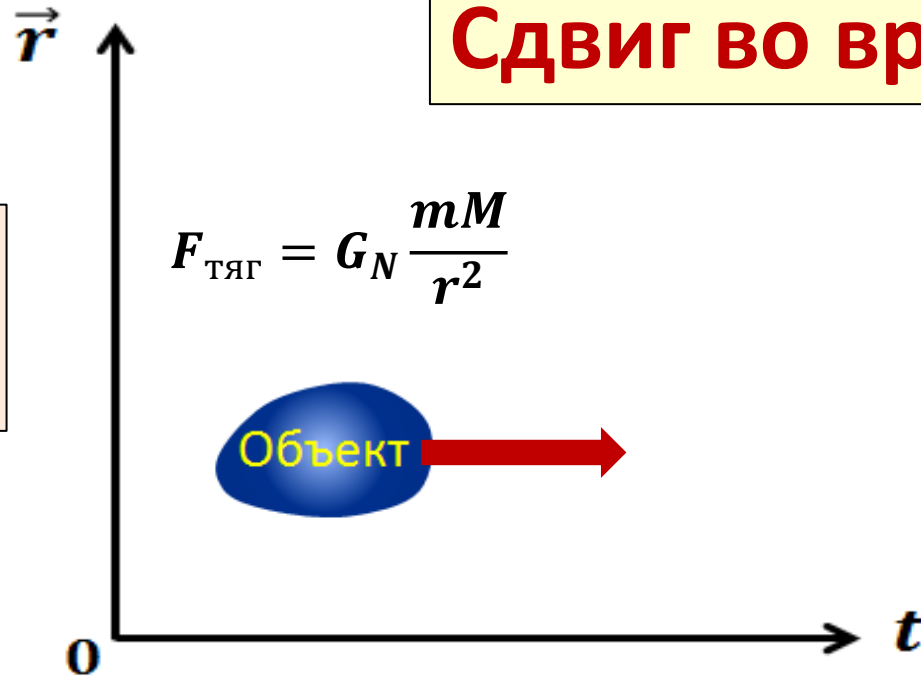 Сдвиг во вр
r⃗
F_тяг = G_N mM/r²
Объект
0
t